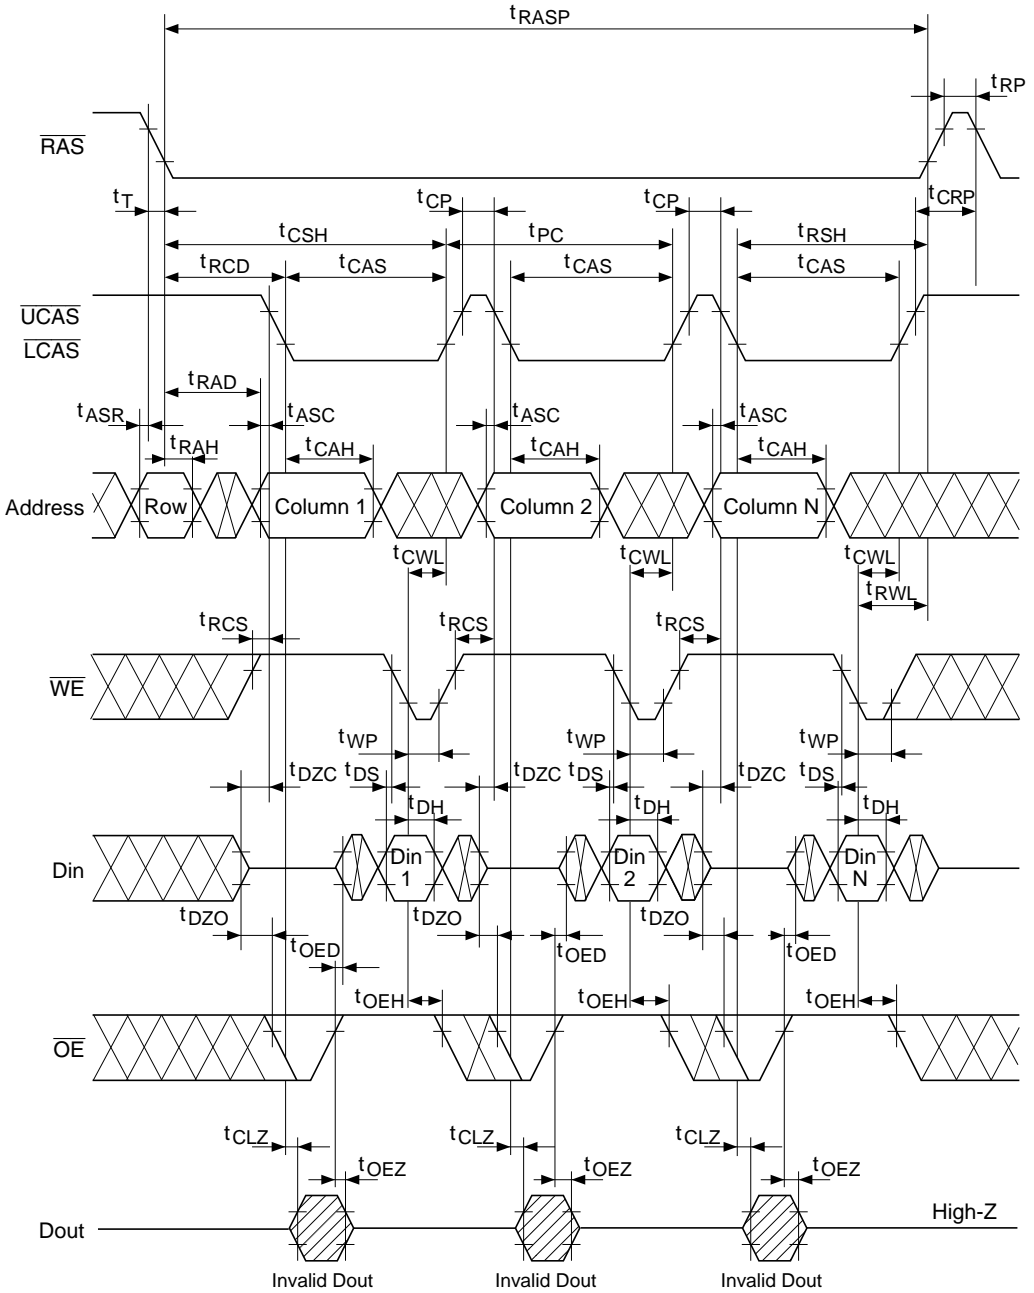 tRASP
tRP
RAS
tT
tCP
tCP
tCRP
tCSH
tPC
tRSH
tRCD
tCAS
tCAS
tCAS
UCAS
LCAS
tRAD
tASR
tASC
tASC
tASC
tRAH
tCAH
tCAH
tCAH
Address
Row
Column 1
Column 2
Column N
tCWL
tCWL
tCWL
tRWL
tRCS
tRCS
tRCS
WE
tWP
tWP
tWP
tDZC
tDS
tDZC
tDS
tDZC
tDS
tDH
tDH
tDH
Din
Din 1
Din 2
Din N
tDZO
tDZO
tDZO
tOED
tOED
tOED
tOEH
tOEH
tOEH
OE
tCLZ
tCLZ
tCLZ
tOEZ
tOEZ
tOEZ
Dout
High-Z
Invalid Dout
Invalid Dout
Invalid Dout